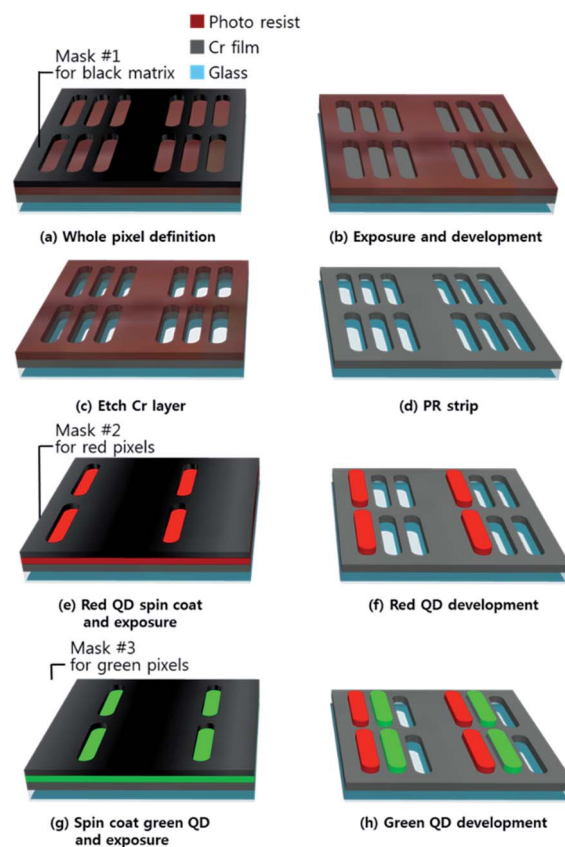 Photo resist
Cr film
Glass
Mask #1
for black matrix
(a) Whole pixel definition
(b) Exposure and development
(c) Etch Cr layer
(d) PR strip
Mask #2
for red pixels
(e) Red QD spin coat
and exposure
(f) Red QD development
Mask #3
for green pixels
(g) Spin coat green QD
and exposure
(h) Green QD development